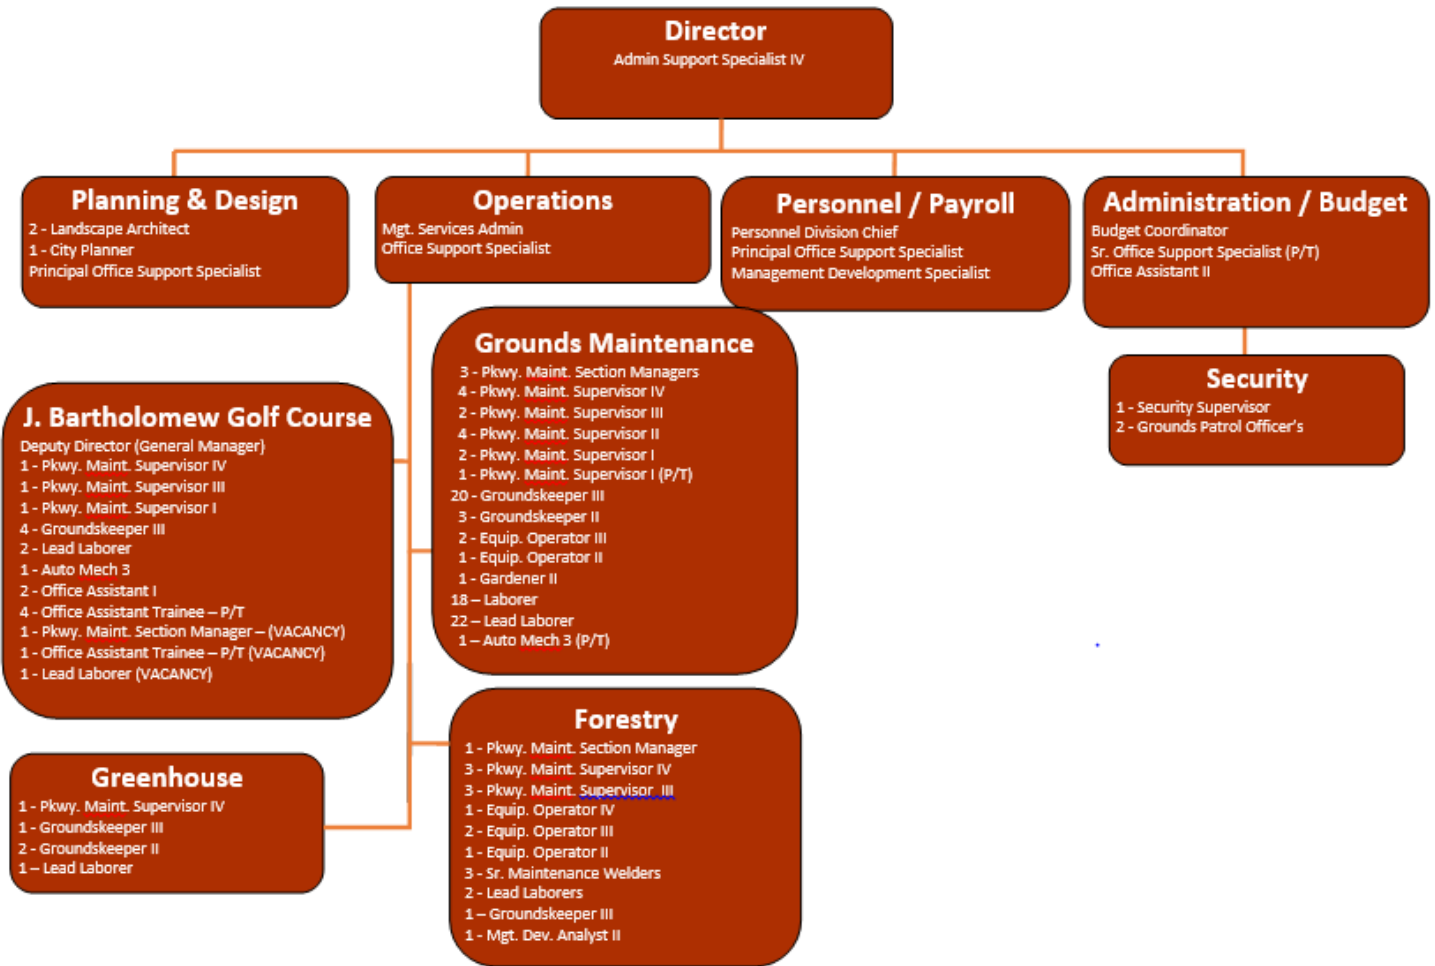 Director
Admin Support Specialist IV
Planning & Design
2 - Landscape Architect
1 - City Planner
Principal Office Support Specialist
Operations
Mgt. Services Admin
Office Support Specialist
Personnel / Payroll
Personnel Division Chief
Principal Office Support Specialist
Management Development Specialist
Administration / Budget
Budget Coordinator
Sr. Office Support Specialist (P/T)
Office Assistant II
Security
1 - Security Supervisor
2 - Grounds Patrol Officer's
J. Bartholomew Golf Course
Deputy Director (General Manager)
1 - Pkwy. Maint. Supervisor IV
1 - Pkwy. Maint. Supervisor III
1 - Pkwy. Maint. Supervisor I
4 - Groundskeeper III
2 - Lead Laborer
1 - Auto Mech 3
2 - Office Assistant I
4 - Office Assistant Trainee – P/T
1 - Pkwy. Maint. Section Manager – (VACANCY)
1 - Office Assistant Trainee – P/T (VACANCY)
1 - Lead Laborer (VACANCY)
Grounds Maintenance
3 - Pkwy. Maint. Section Managers
4 - Pkwy. Maint. Supervisor IV
2 - Pkwy. Maint. Supervisor III
4 - Pkwy. Maint. Supervisor II
2 - Pkwy. Maint. Supervisor I
1 - Pkwy. Maint. Supervisor I (P/T)
20 - Groundskeeper III
3 - Groundskeeper II
2 - Equip. Operator III
1 - Equip. Operator II
1 - Gardener II
18 – Laborer
22 – Lead Laborer
1 – Auto Mech 3 (P/T)
Greenhouse
1 - Pkwy. Maint. Supervisor IV
1 - Groundskeeper III
2 - Groundskeeper II
1 – Lead Laborer
Forestry
1 - Pkwy. Maint. Section Manager
3 - Pkwy. Maint. Supervisor IV
3 - Pkwy. Maint. Supervisor III
1 - Equip. Operator IV
2 - Equip. Operator III
1 - Equip. Operator II
3 - Sr. Maintenance Welders
2 - Lead Laborers
1 – Groundskeeper III
1 - Mgt. Dev. Analyst II